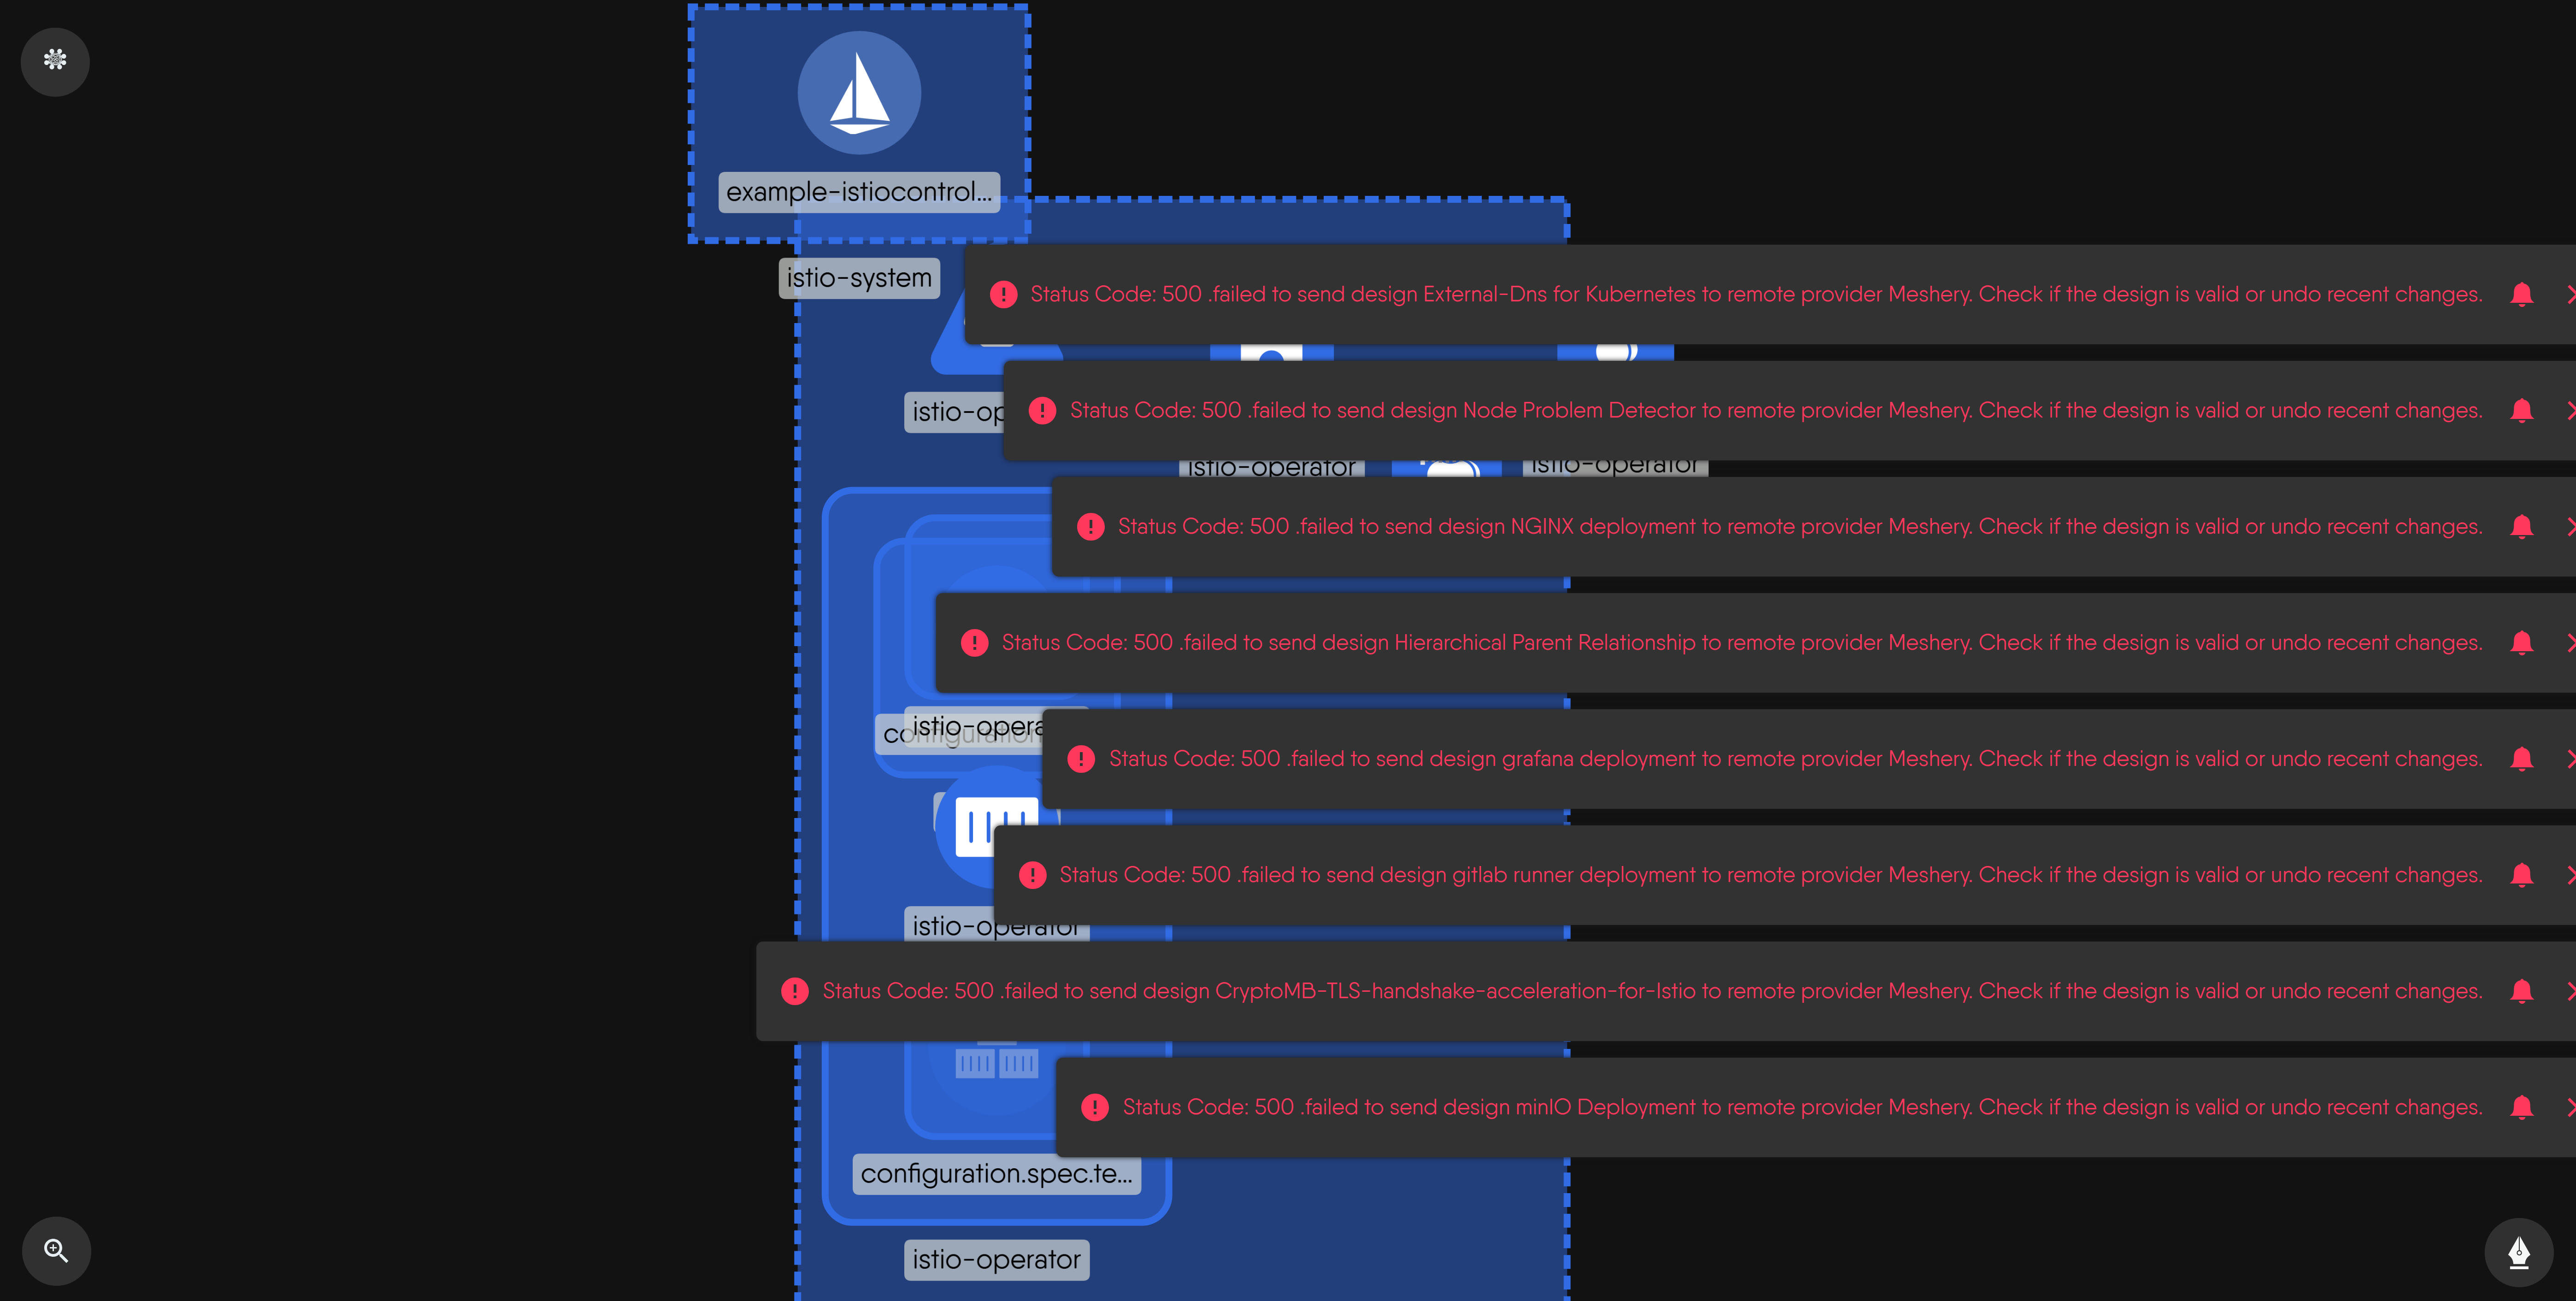 example-istiocontrol...
istio-system
Status Code: 500 .failed to send design External-Dns for Kubernetes to remote provider Meshery. Check if the design is valid or undo recent changes.
istio-op
Status Code: 500 .failed to send design Node Problem Detector to remote provider Meshery. Check if the design is valid or undo recent changes.
istio-operator
istio-operator
Status Code: 500 .failed to send design NGINX deployment to remote provider Meshery. Check if the design is valid or undo recent changes.
Status Code: 500 .failed to send design Hierarchical Parent Relationship to remote provider Meshery. Check if the design is valid or undo recent changes.
istio-opera
configuration
Status Code: 500 .failed to send design grafana deployment to remote provider Meshery. Check if the design is valid or undo recent changes.
Status Code: 500 .failed to send design gitlab runner deployment to remote provider Meshery. Check if the design is valid or undo recent changes.
istio-operator
Status Code: 500 .failed to send design CryptoMB-TLS-handshake-acceleration-for-Istio to remote provider Meshery. Check if the design is valid or undo recent changes.
Status Code: 500 .failed to send design minIO Deployment to remote provider Meshery. Check if the design is valid or undo recent changes.
configuration.spec.te...
istio-operator